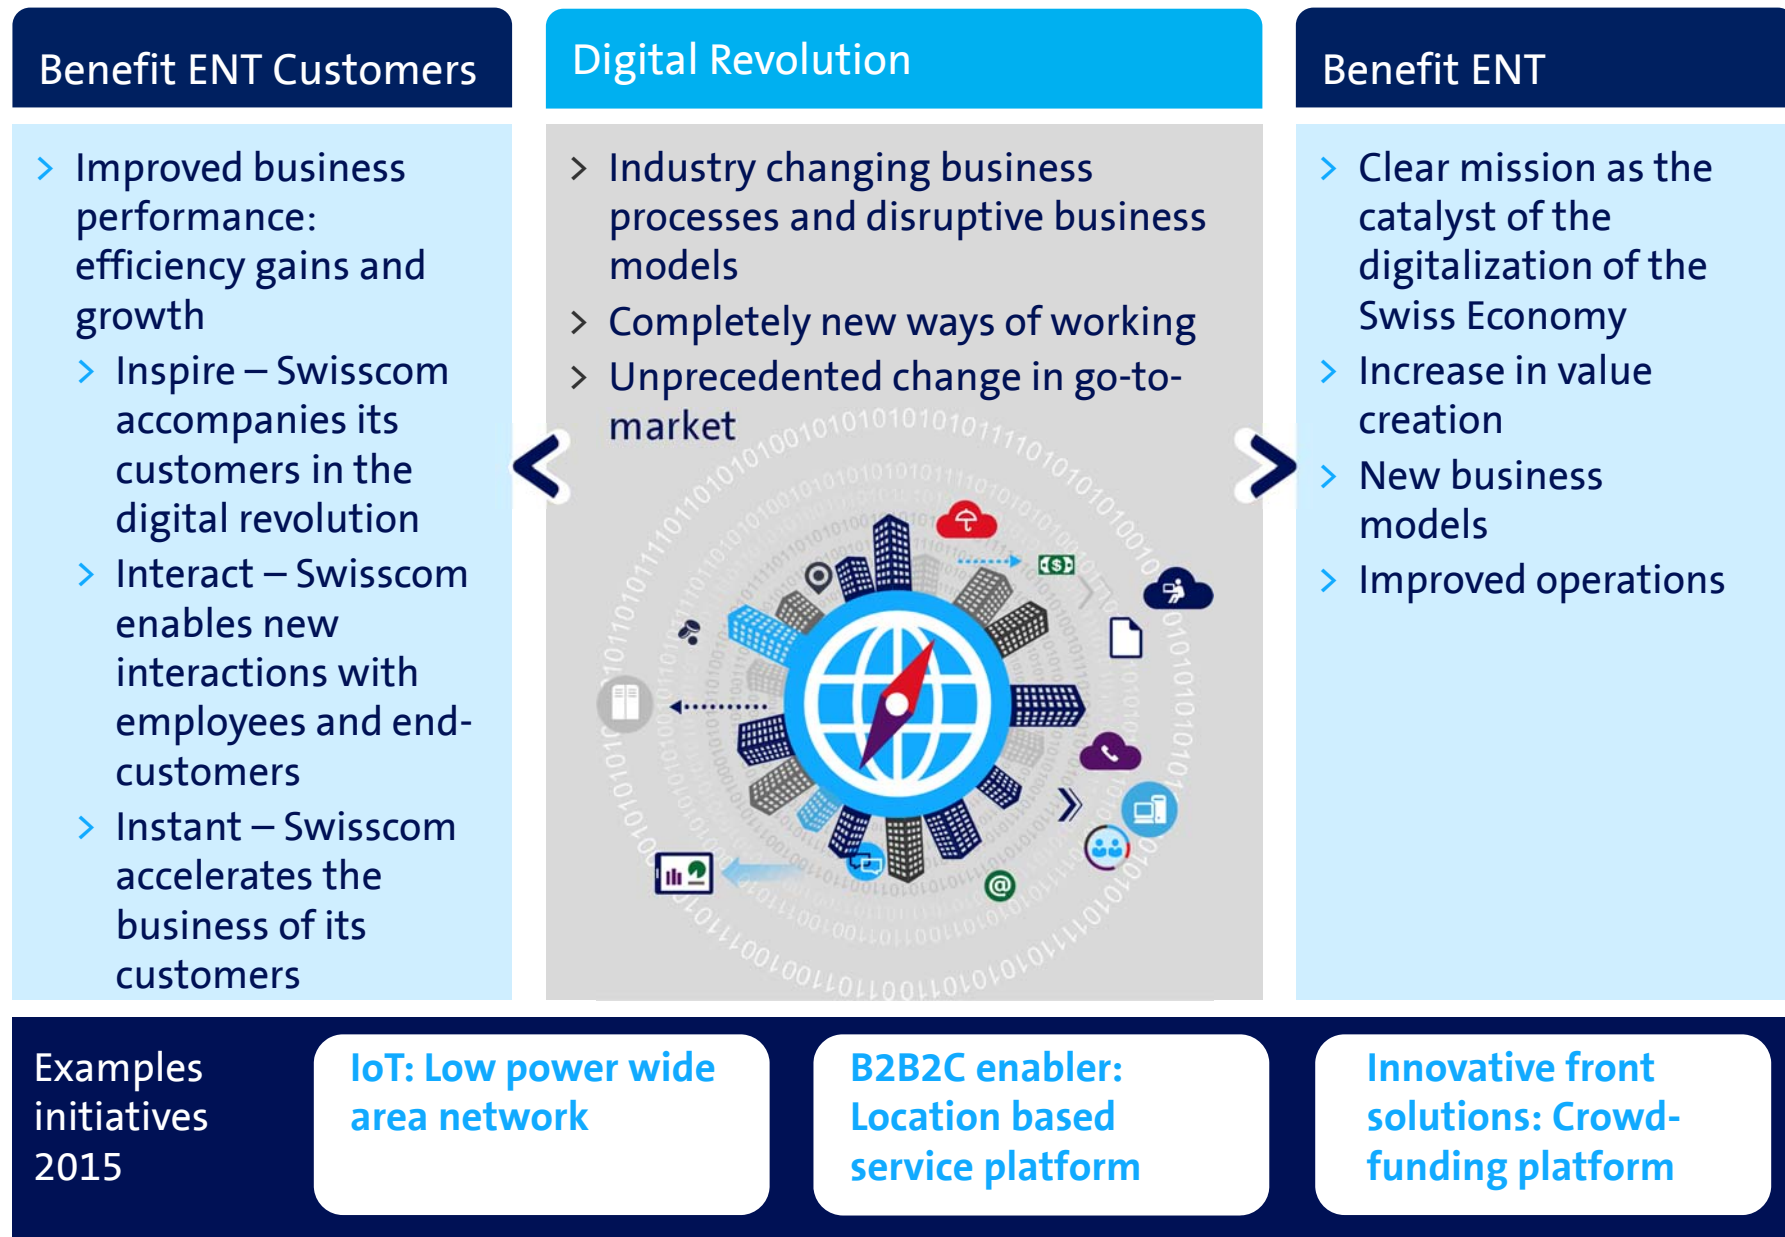 Benefit ENT Customers
> Improved business
performance:
efficiency gains and
growth
> Inspire – Swisscom
accompanies its
customers in the
digital revolution
> Interact – Swisscom
enables new
interactions with
employees and end-
customers
> Instant – Swisscom
accelerates the
business of its
customers
Digital Revolution
> Industry changing business
processes and disruptive business
models
> Completely new ways of working
> Unprecedented change in go-to-
market
Benefit ENT
> Clear mission as the
catalyst of the
digitalization of the
Swiss Economy
> Increase in value
creation
> New business
models
> Improved operations
Examples
initiatives
2015
IoT: Low power wide
area network
B2B2C enabler:
Location based
service platform
Innovative front
solutions: Crowd-
funding platform